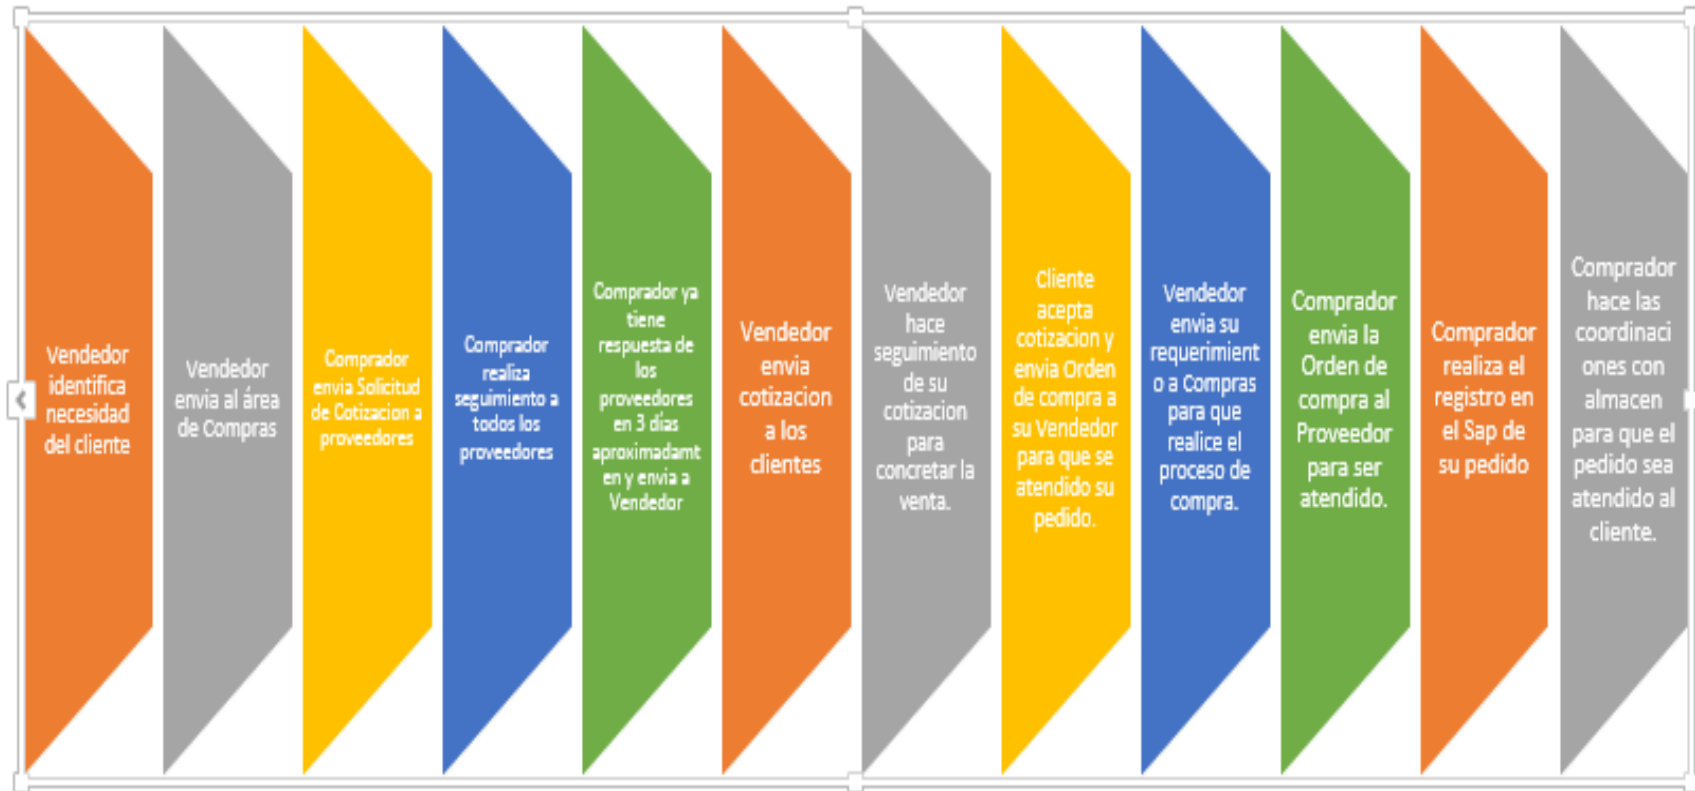 Vendedor
identifica
necesidad
del cliente
Vendedor
envia al área
de Compras
Comprador
envia Solicitud
de Cotizacion a
proveedores
Comprador
realiza
seguimiento a
todos los
proveedores
Comprador ya
tiene
respuesta de
los
proveedores
en 3 días
aproximadamt
en y envia a
Vendedor
Vendedor
envia
cotizacion
a los
clientes
Vendedor
hace
seguimiento
de su
cotizacion
para
concretar la
venta.
Cliente
acepta
cotizacion y
envia Orden
de compra a
su Vendedor
para que se
atendido su
pedido.
Vendedor
envia su
requerimient
o a Compras
para que
realice el
proceso de
compra.
Comprador
envia la
Orden de
compra al
Proveedor
para ser
atendido.
Comprador
realiza el
registro en
el Sap de
su pedido
Comprador
hace las
coordinaci
ones con
almacen
para que el
pedido sea
atendido al
cliente.